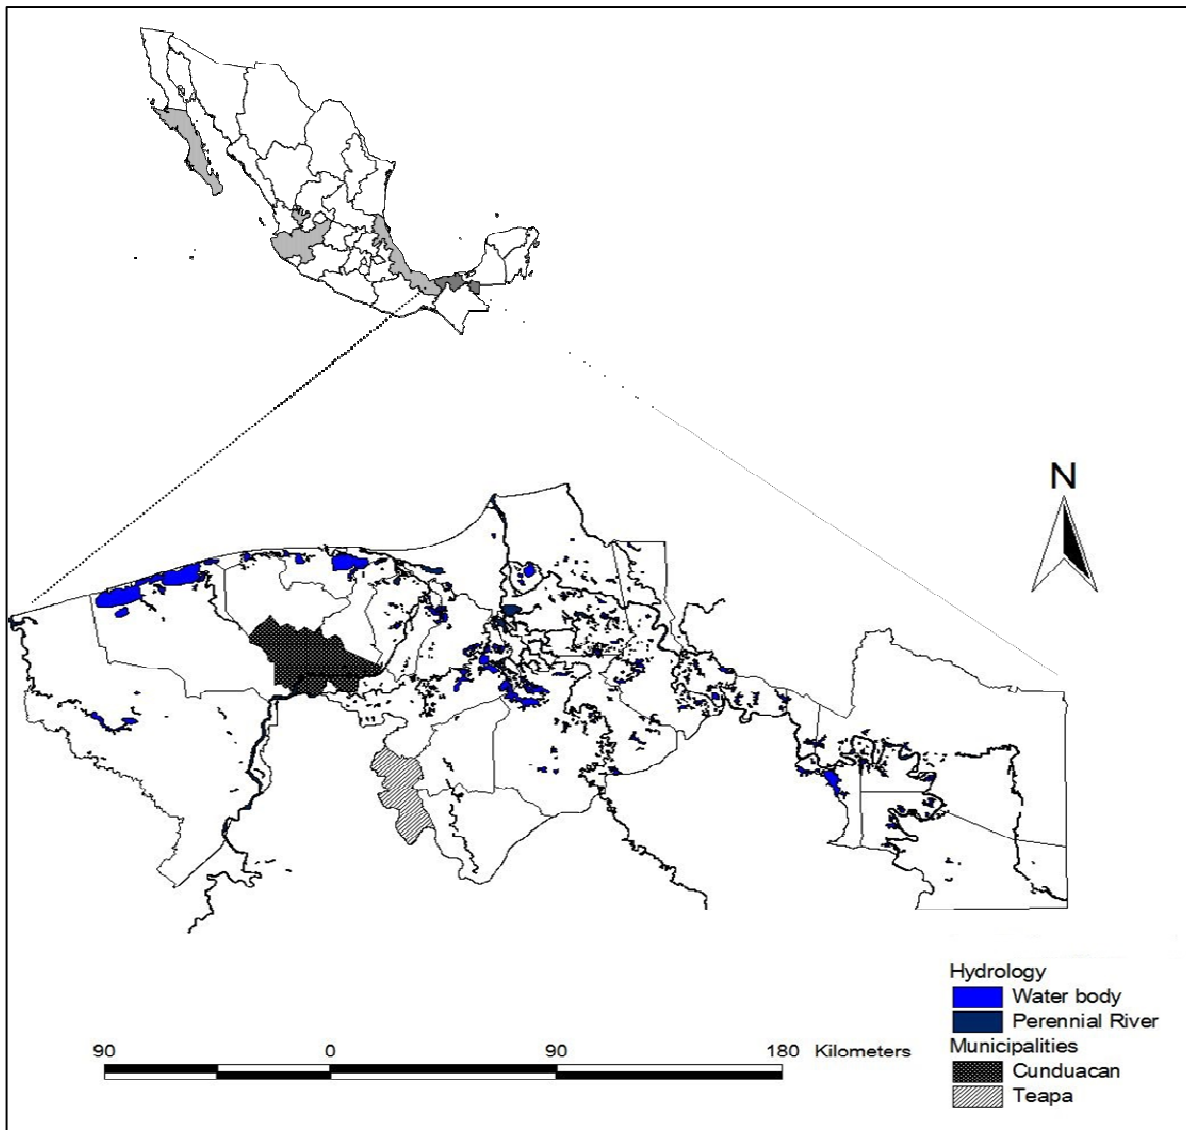 N
Hydrology
Water body
Perennial River
Municipalities
Cunduacan
Teapa
90 0 90 180 Kilometers